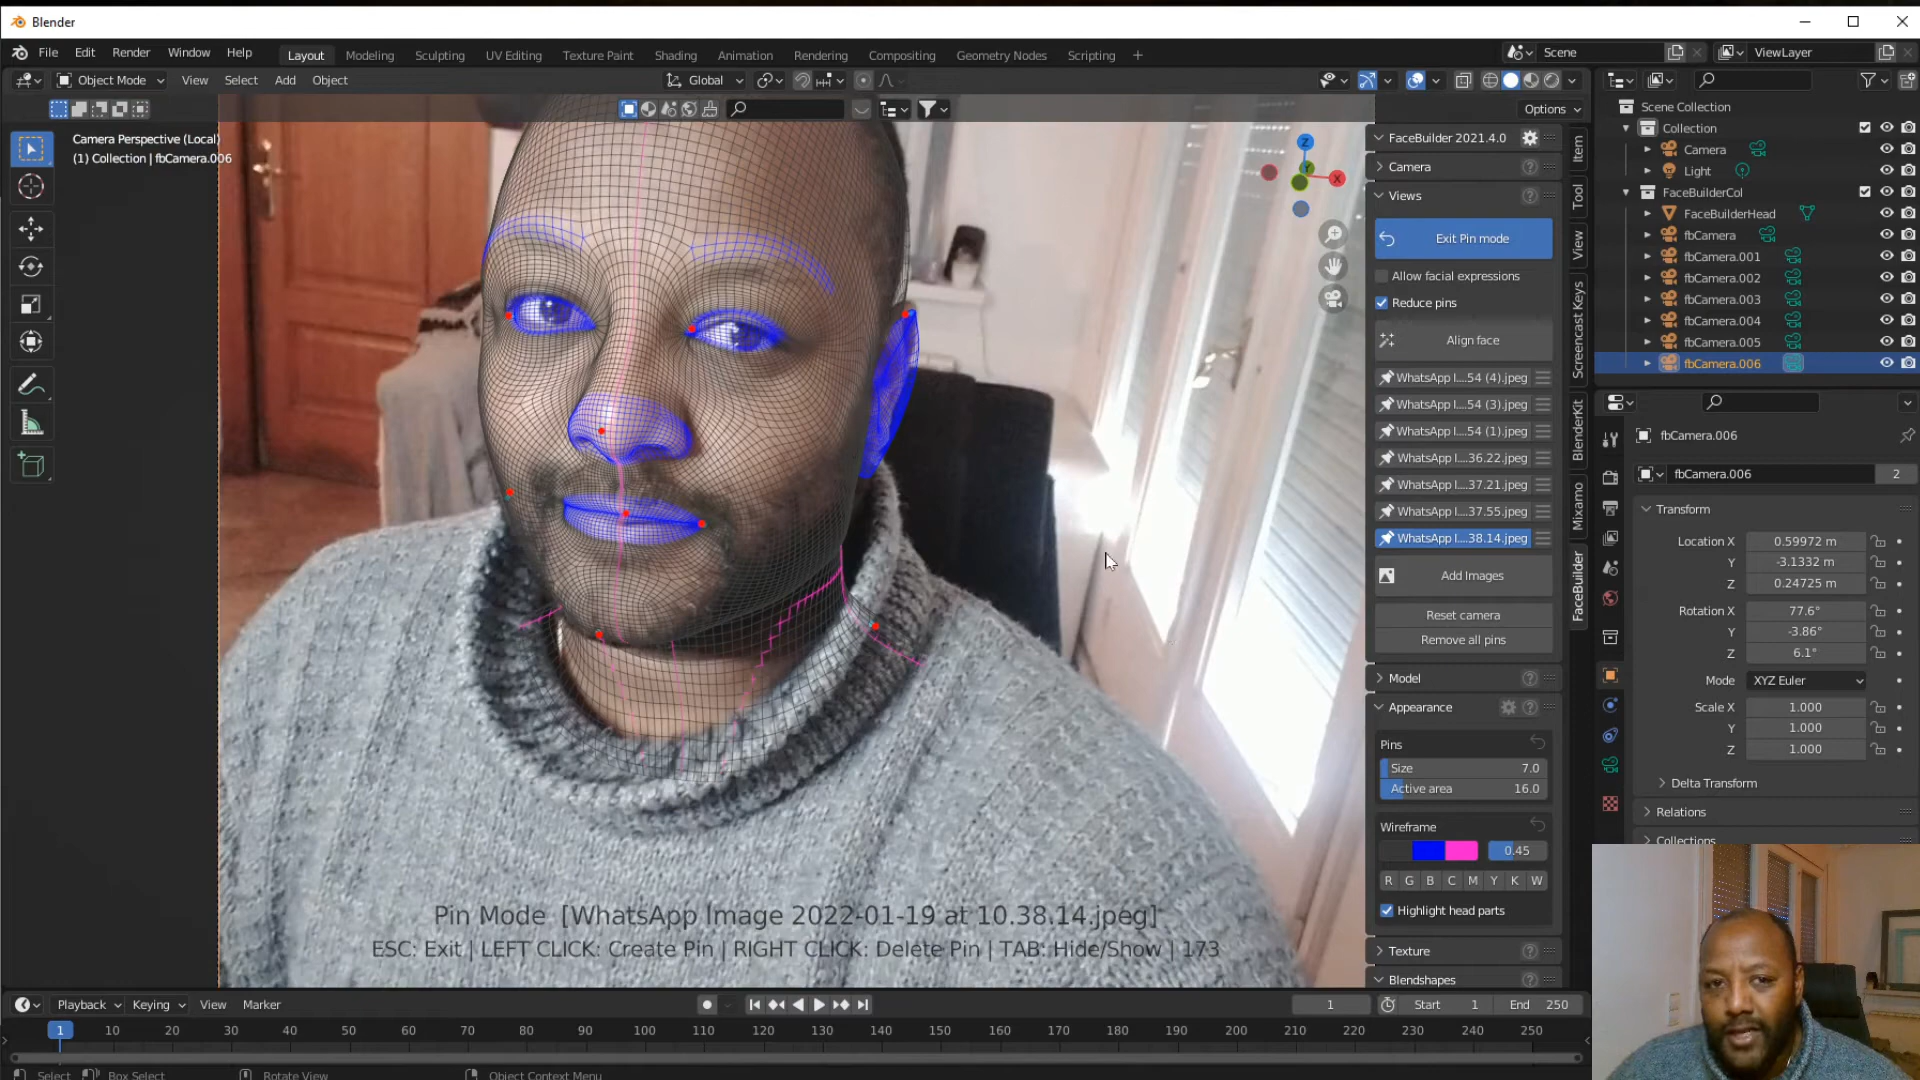 Blender
File Edit Render Window Help
Layout Modeling Sculpting UV Editing Texture Paint Shading Animation Rendering Compositing Geometry Nodes Scripting +
Scene
ViewLayer
Object Mode View Select Add Object
Global
Options
Camera Perspective (Local)
(1) Collection | fbCamera.006
Z
Y
X
FaceBuilder 2021.4.0
Camera
Views
Exit Pin mode
Allow facial expressions
Reduce pins
Align face
WhatsApp I....54 (4).jpeg
WhatsApp I....54 (3).jpeg
WhatsApp I....54 (1).jpeg
WhatsApp I....36.22.jpeg
WhatsApp I....37.21.jpeg
WhatsApp I....37.55.jpeg
WhatsApp I....38.14.jpeg
Add Images
Reset camera
Remove all pins
Model
Appearance
Pins
Size 7.0
Active area 16.0
Wireframe
0.45
R G B C M Y K W
Highlight head parts
Texture
Blendshapes
Item
Tool
View
Screencast Keys
BlenderKit
Mixamo
FaceBuilder
Scene Collection
Collection
Camera
Light
FaceBuilderCol
FaceBuilderHead
fbCamera
fbCamera.001
fbCamera.002
fbCamera.003
fbCamera.004
fbCamera.005
fbCamera.006
fbCamera.006
fbCamera.006 2
Transform
Location X 0.59972 m
Y -3.1332 m
Z 0.24725 m
Rotation X 77.6°
Y -3.86°
Z 6.1°
Mode XYZ Euler
Scale X 1.000
Y 1.000
Z 1.000
Delta Transform
Relations
Collections
Pin Mode [WhatsApp Image 2022-01-19 at 10.38.14.jpeg]
ESC: Exit | LEFT CLICK: Create Pin | RIGHT CLICK: Delete Pin | TAB: Hide/Show | 173
Playback Keying View Marker
1 Start 1 End 250
1 10 20 30 40 50 60 70 80 90 100 110 120 130 140 150 160 170 180 190 200 210 220 230 240 250
Select Box Select Rotate View Object Context Menu